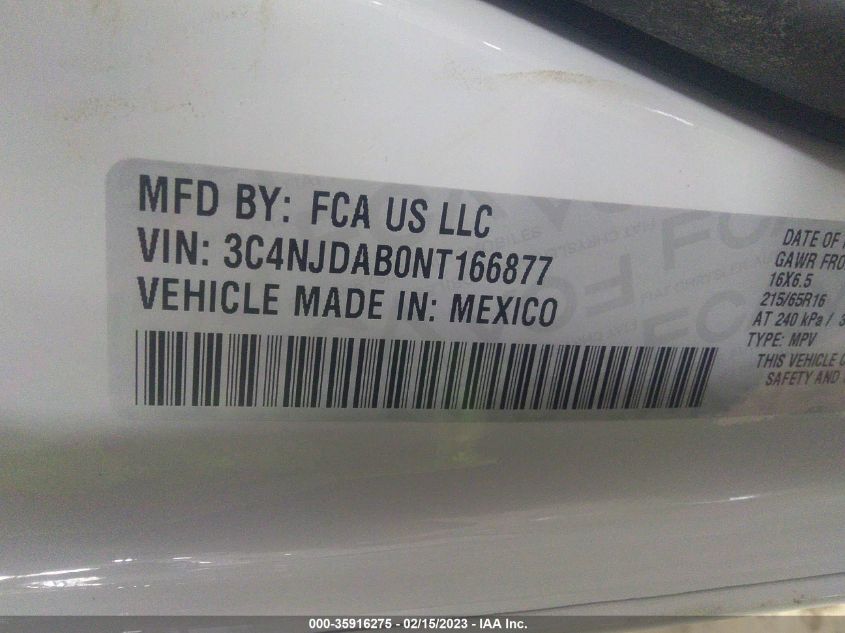 MFD BY: FCA US LLC
VIN: 3C4NJDAB0NT166877
VEHICLE MADE IN: MEXICO
DATE OF
GAWR
16X6.5
215/65R16
AT 240 kPa /
TYPE: MPV
THIS VEHICLE
SAFETY AND
000-35916275 - 02/15/2023 - IAA Inc.